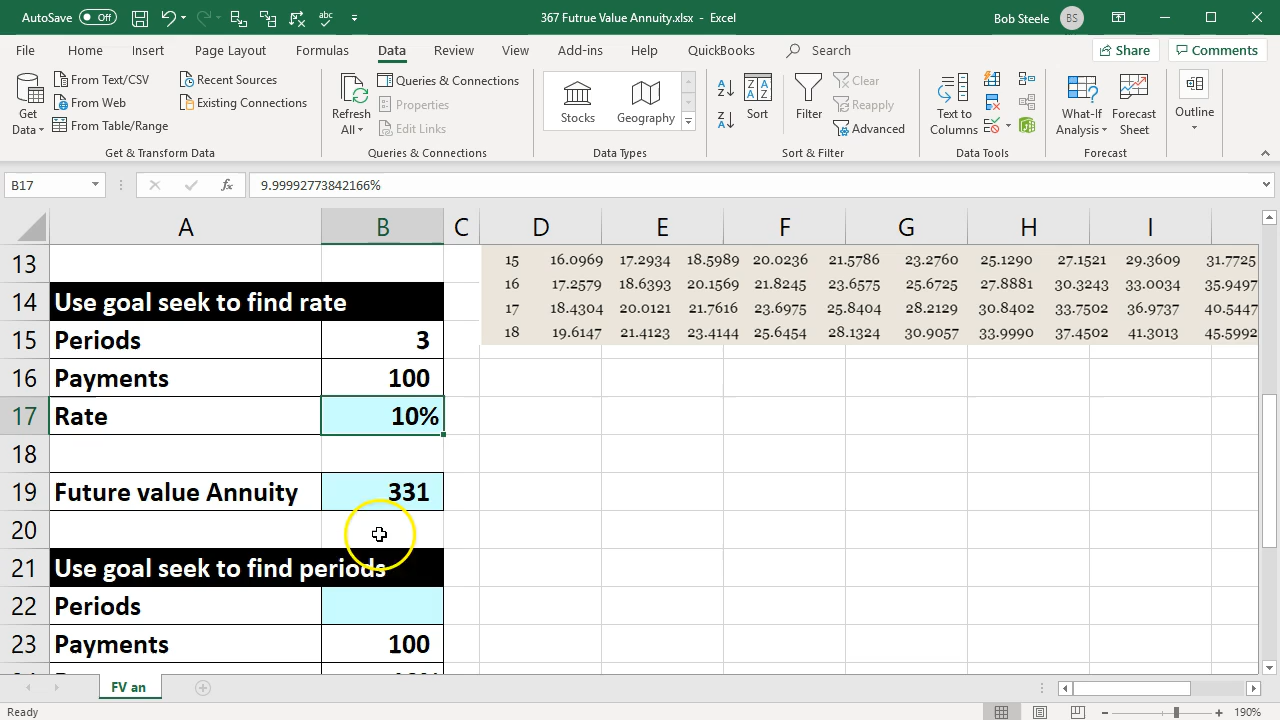 AutoSave Off
367 Futrue Value Annuity.xlsx - Excel
Bob Steele BS
File Home Insert Page Layout Formulas Data Review View Add-ins Help QuickBooks Search Share Comments
Get Data
From Text/CSV
From Web
From Table/Range
Recent Sources
Existing Connections
Get & Transform Data
Refresh All
Queries & Connections
Properties
Edit Links
Queries & Connections
Stocks Geography
Data Types
Sort Filter
Clear
Reapply
Advanced
Sort & Filter
Text to Columns
Data Tools
What-If Analysis
Forecast Sheet
Forecast
Outline
B17 fx 9.99992773842166%
A B C D E F G H I
13 15 16.0969 17.2934 18.5989 20.0236 21.5786 23.2760 25.1290 27.1521 29.3609 31.7725
16 17.2579 18.6393 20.1569 21.8245 23.6575 25.6725 27.8881 30.3243 33.0034 35.9497
14 Use goal seek to find rate
17 18.4304 20.0121 21.7616 23.6975 25.8404 28.2129 30.8402 33.7502 36.9737 40.5447
15 Periods 3
18 19.6147 21.4123 23.4144 25.6454 28.1324 30.9057 33.9990 37.4502 41.3013 45.5992
16 Payments 100
17 Rate 10%
18
19 Future value Annuity 331
20
21 Use goal seek to find periods
22 Periods
23 Payments 100
FV an
Ready 190%